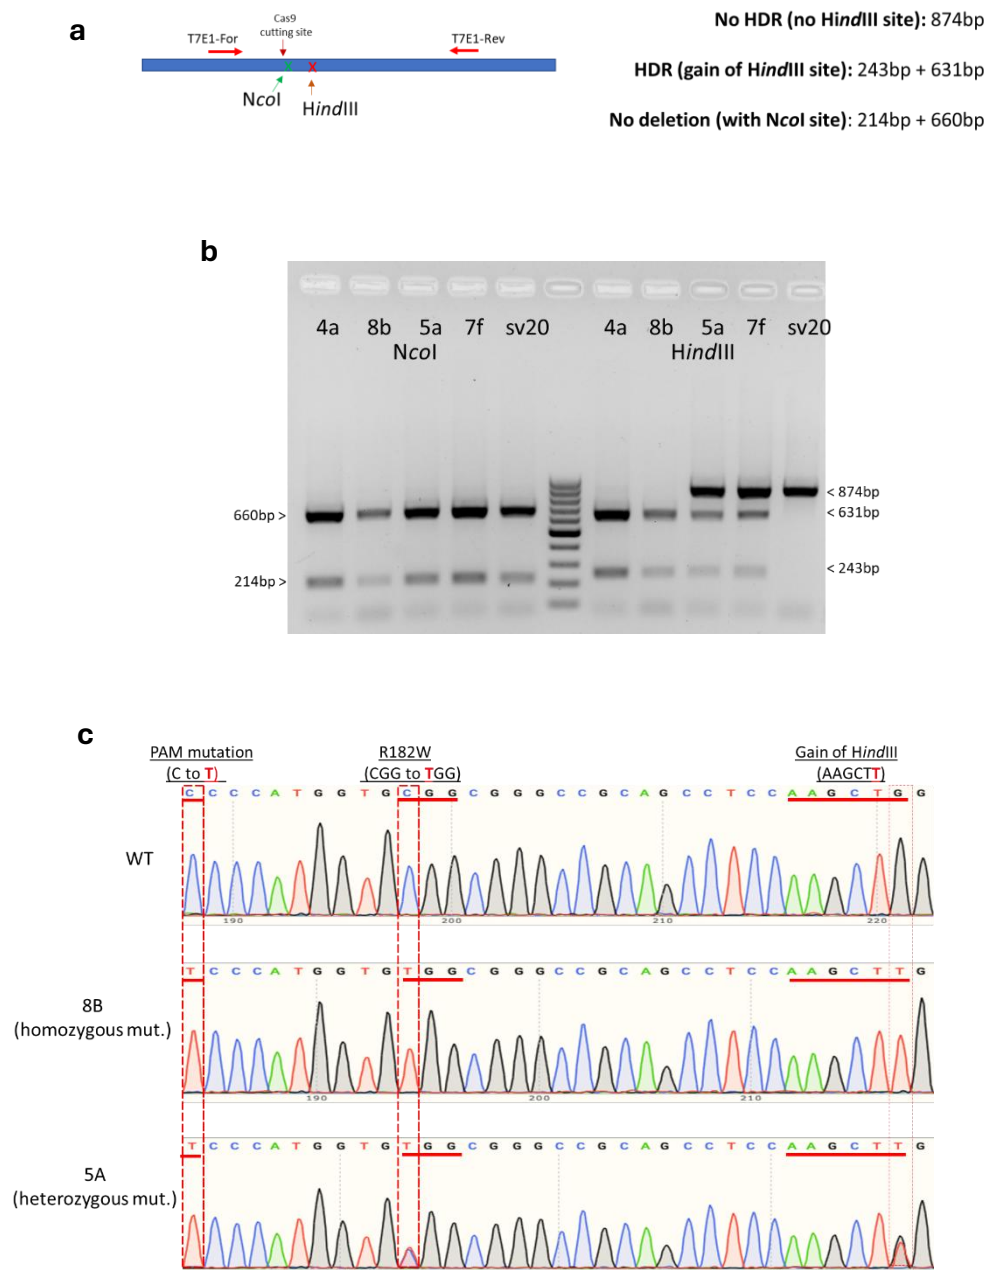 a
Cas9
cutting site
T7E1-For
T7E1-Rev
X
X
NcoI
HindIII
No HDR (no HindIII site): 874bp
HDR (gain of HindIII site): 243bp + 631bp
No deletion (with NcoI site): 214bp + 660bp
b
4a 8b 5a 7f sv20 4a 8b 5a 7f sv20
NcoI HindIII
< 874bp
660bp > < 631bp
214bp > < 243bp
c
PAM mutation R182W Gain of HindIII
(C to T) (CGG to TGG) (AAGCTT)
C C C C A T G G T G C G G C G G G C C G C A G C C T C C A A G C T G G
WT
190 200 210 220
T C C C A T G G T G T G G C G G G C C G C A G C C T C C A A G C T T G
8B
(homozygous mut.)
190 200 210
T C C C A T G G T G T G G C G G G C C G C A G C C T C C A A G C T T G
5A
(heterozygous mut.)